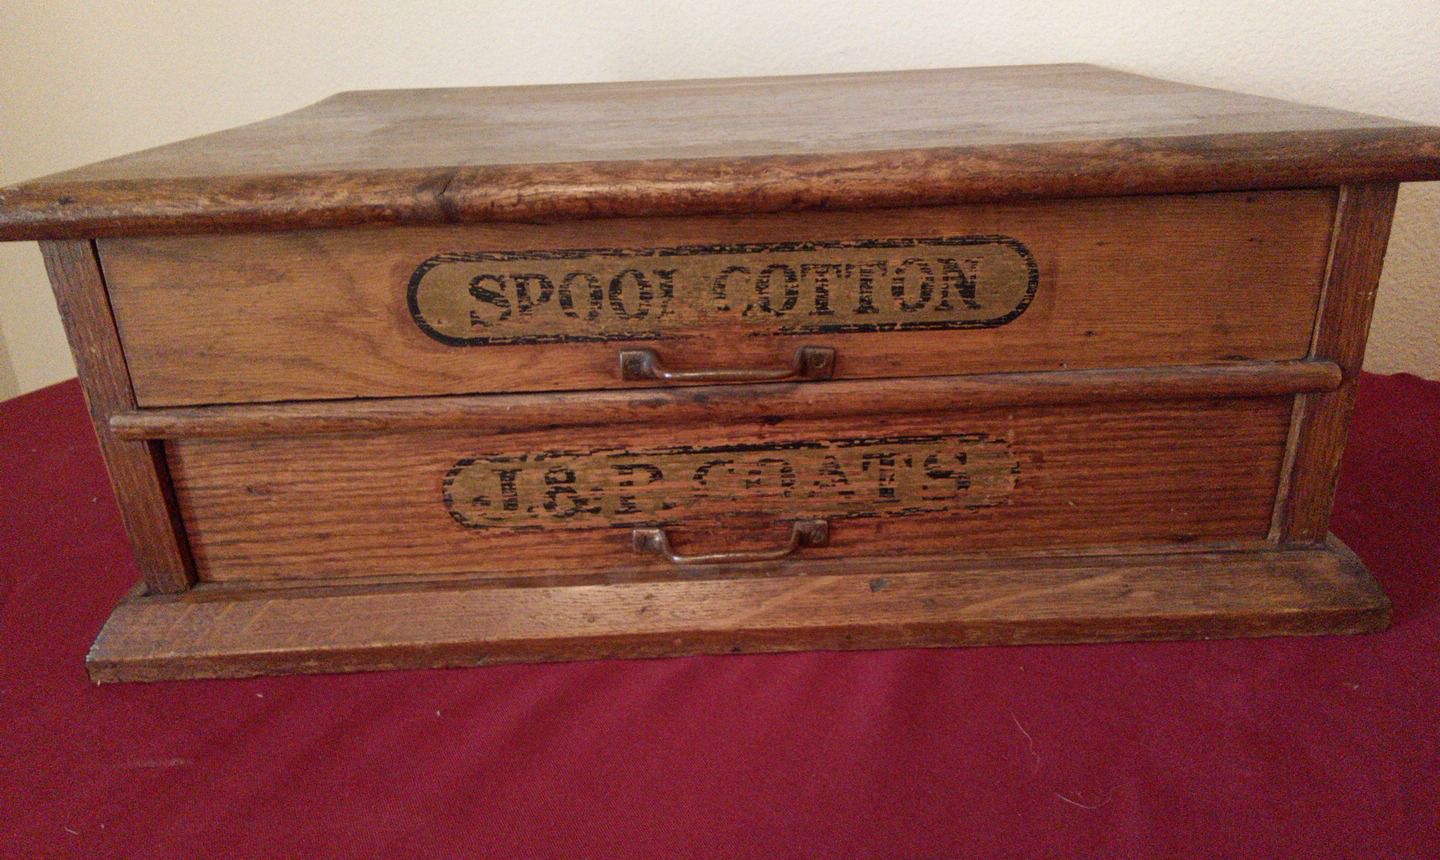 SPOOL COTTON
J. & P. COATS